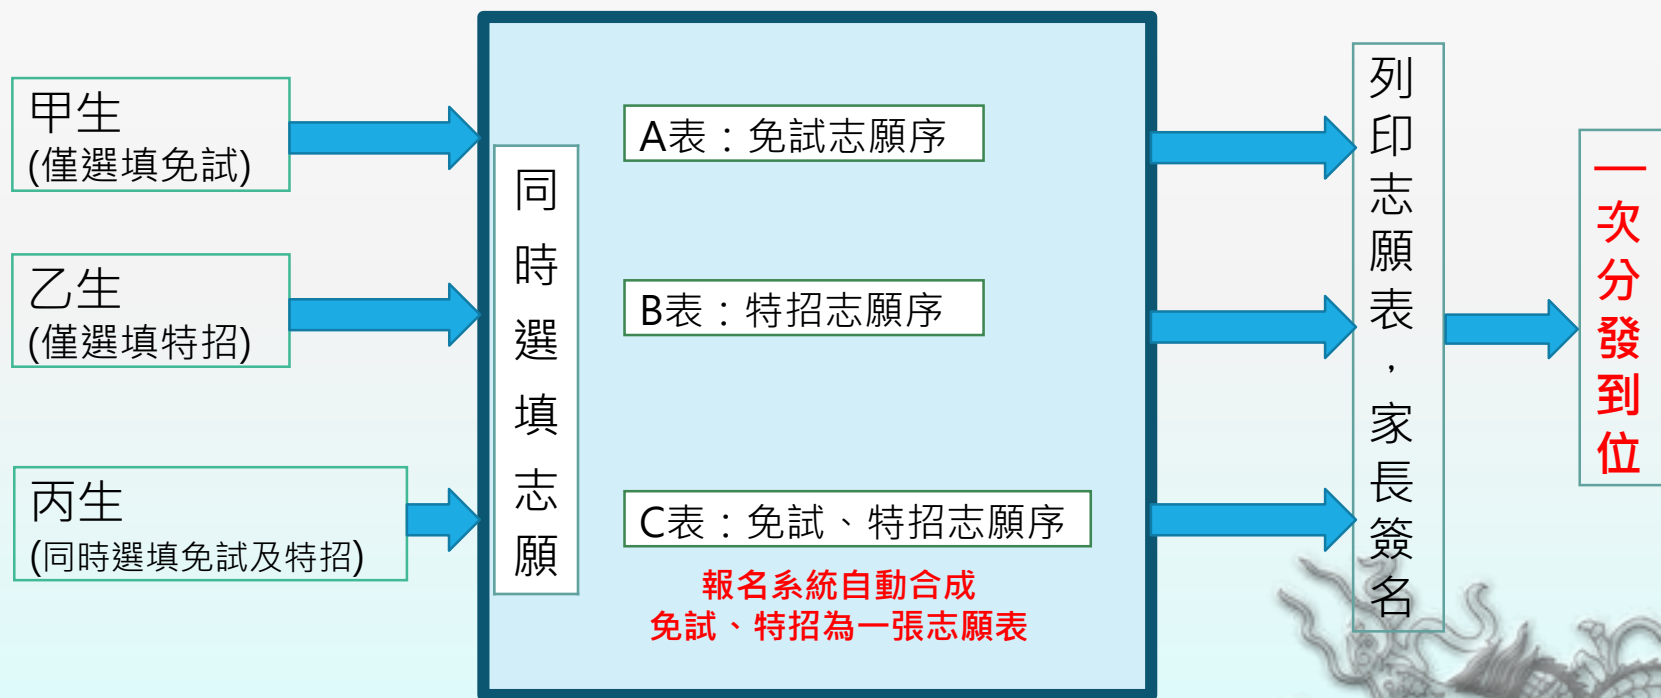 甲生
(僅選填免試)
乙生
(僅選填特招)
丙生
(同時選填免試及特招)
同時選填志願
A表：免試志願序
B表：特招志願序
C表：免試、特招志願序
報名系統自動合成
免試、特招為一張志願表
列印志願表，家長簽名
一次分發到位